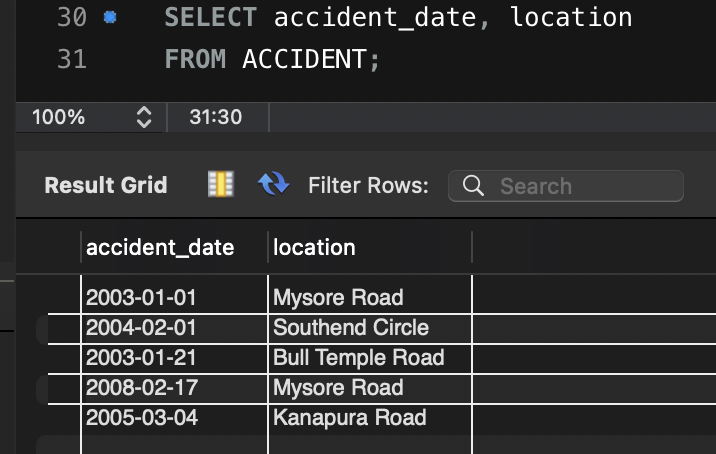 30 SELECT accident_date, location
31 FROM ACCIDENT;
100% 31:30
Result Grid Filter Rows: Search
accident_date location
2003-01-01 Mysore Road
2004-02-01 Southend Circle
2003-01-21 Bull Temple Road
2008-02-17 Mysore Road
2005-03-04 Kanapura Road